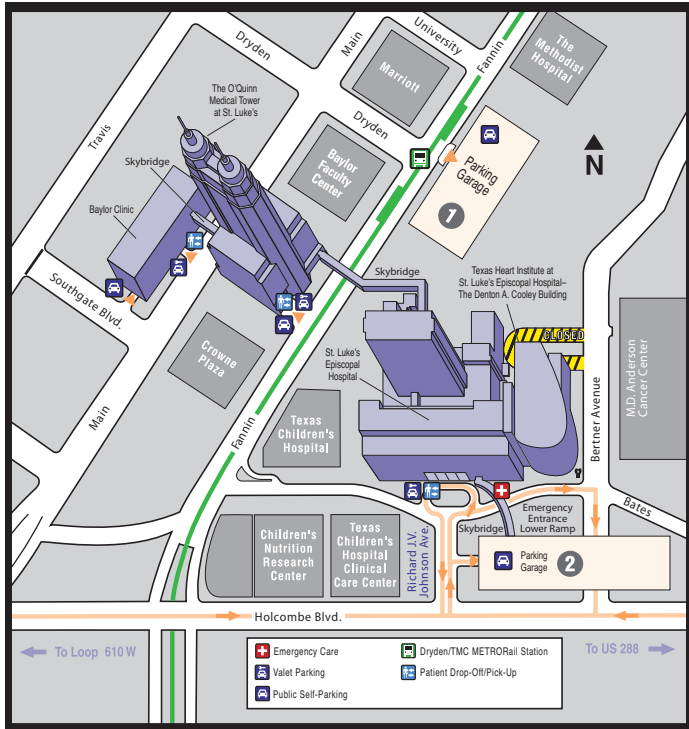 Dryden
Main
University
Fannin
The
Methodist
Hospital
Marriott
The O'Quinn
Medical Tower
at St. Luke's
Dryden
Travis
Skybridge
Baylor
Faculty
Center
Parking
Garage
1
N
Baylor Clinic
Skybridge
Texas Heart Institute at
St. Luke's Episcopal Hospital–
The Denton A. Cooley Building
Southgate Blvd.
CLOSED
Crowne
Plaza
St. Luke's
Episcopal
Hospital
M.D. Anderson
Cancer Center
Bertner Avenue
Main
Fannin
Texas
Children's
Hospital
Bates
Emergency
Entrance
Lower Ramp
Skybridge
Children's
Nutrition
Research
Center
Texas
Children's
Hospital
Clinical
Care Center
Richard J.V.
Johnson Ave.
Parking
Garage
2
Holcombe Blvd.
To Loop 610 W
To US 288
Emergency Care
Dryden/TMC METRORail Station
Valet Parking
Patient Drop-Off/Pick-Up
Public Self-Parking